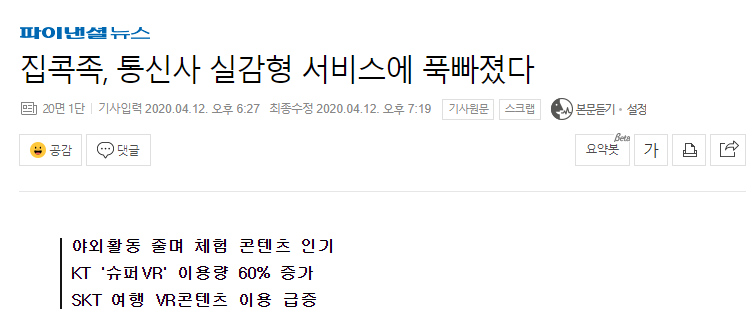 파이낸셜뉴스
집콕족, 통신사 실감형 서비스에 푹빠졌다
20면 1단 기사입력 2020.04.12. 오후 6:27 최종수정 2020.04.12. 오후 7:19 기사원문 스크랩 본문듣기 · 설정
공감 댓글 요약봇 Beta 가
야외활동 줄며 체험 콘텐츠 인기
KT '슈퍼VR' 이용량 60% 증가
SKT 여행 VR콘텐츠 이용 급증